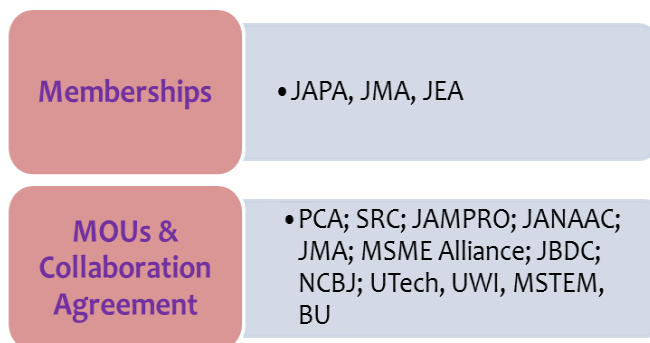 Memberships
•JAPA, JMA, JEA
MOUs &
Collaboration
Agreement
•PCA; SRC; JAMPRO; JANAAC;
JMA; MSME Alliance; JBDC;
NCBJ; UTech, UWI, MSTEM,
BU